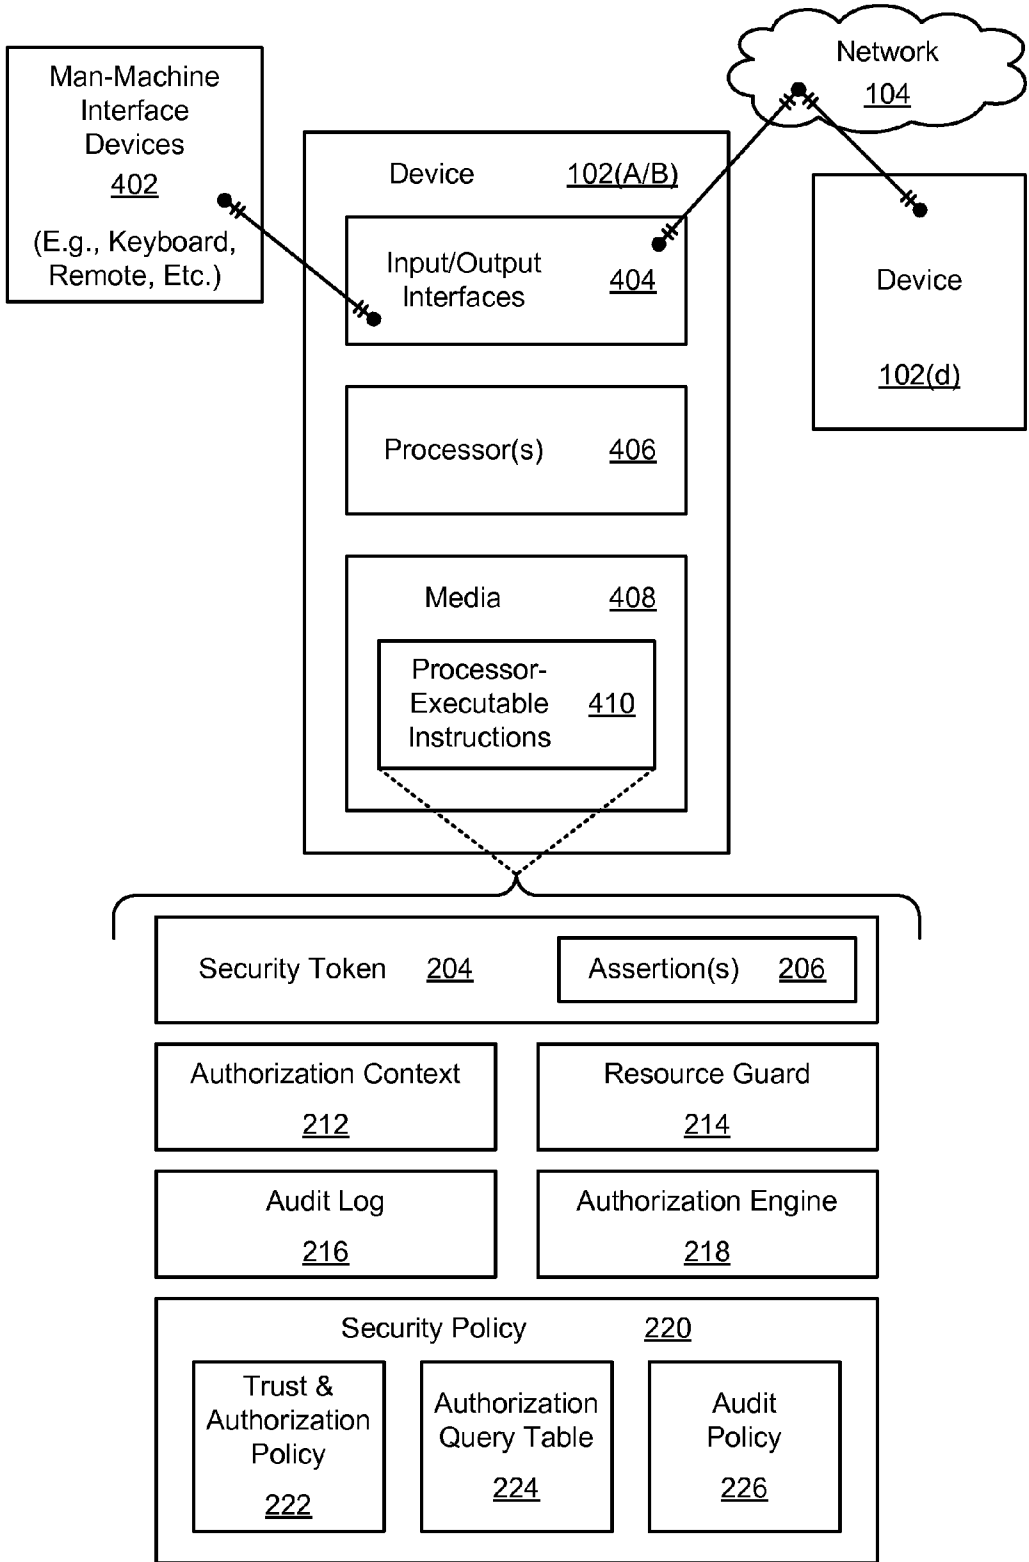 Man-Machine
Interface
Devices
402
(E.g., Keyboard,
Remote, Etc.)
Network
104
Device 102(A/B)
Input/Output
Interfaces
404
Device
102(d)
Processor(s) 406
Media 408
Processor-
Executable
Instructions
410
Security Token 204
Assertion(s) 206
Authorization Context
212
Resource Guard
214
Audit Log
216
Authorization Engine
218
Security Policy 220
Trust &
Authorization
Policy
222
Authorization
Query Table
224
Audit
Policy
226